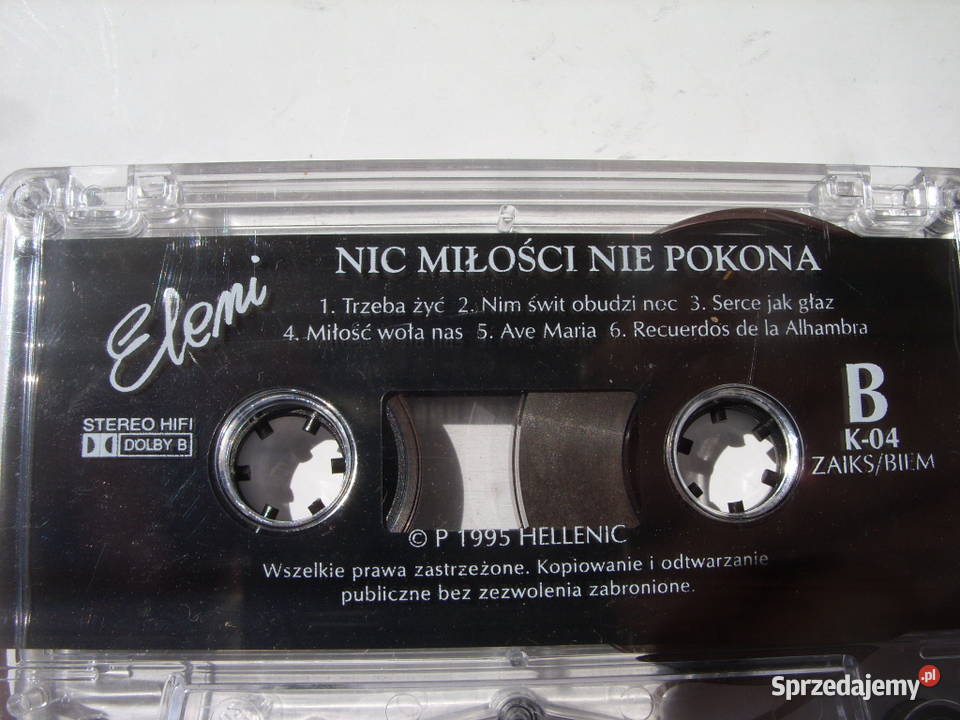 NIC MIŁOŚCI NIE POKONA
Eleni
1. Trzeba żyć 2. Nim świt obudzi noc 3. Serce jak głaz
4. Miłość woła nas 5. Ave Maria 6. Recuerdos de la Alhambra
STEREO HIFI
DOLBY B
B
K-04
ZAIKS/BIEM
© P 1995 HELLENIC
Wszelkie prawa zastrzeżone. Kopiowanie i odtwarzanie
publiczne bez zezwolenia zabronione.
Sprzedajemy.pl